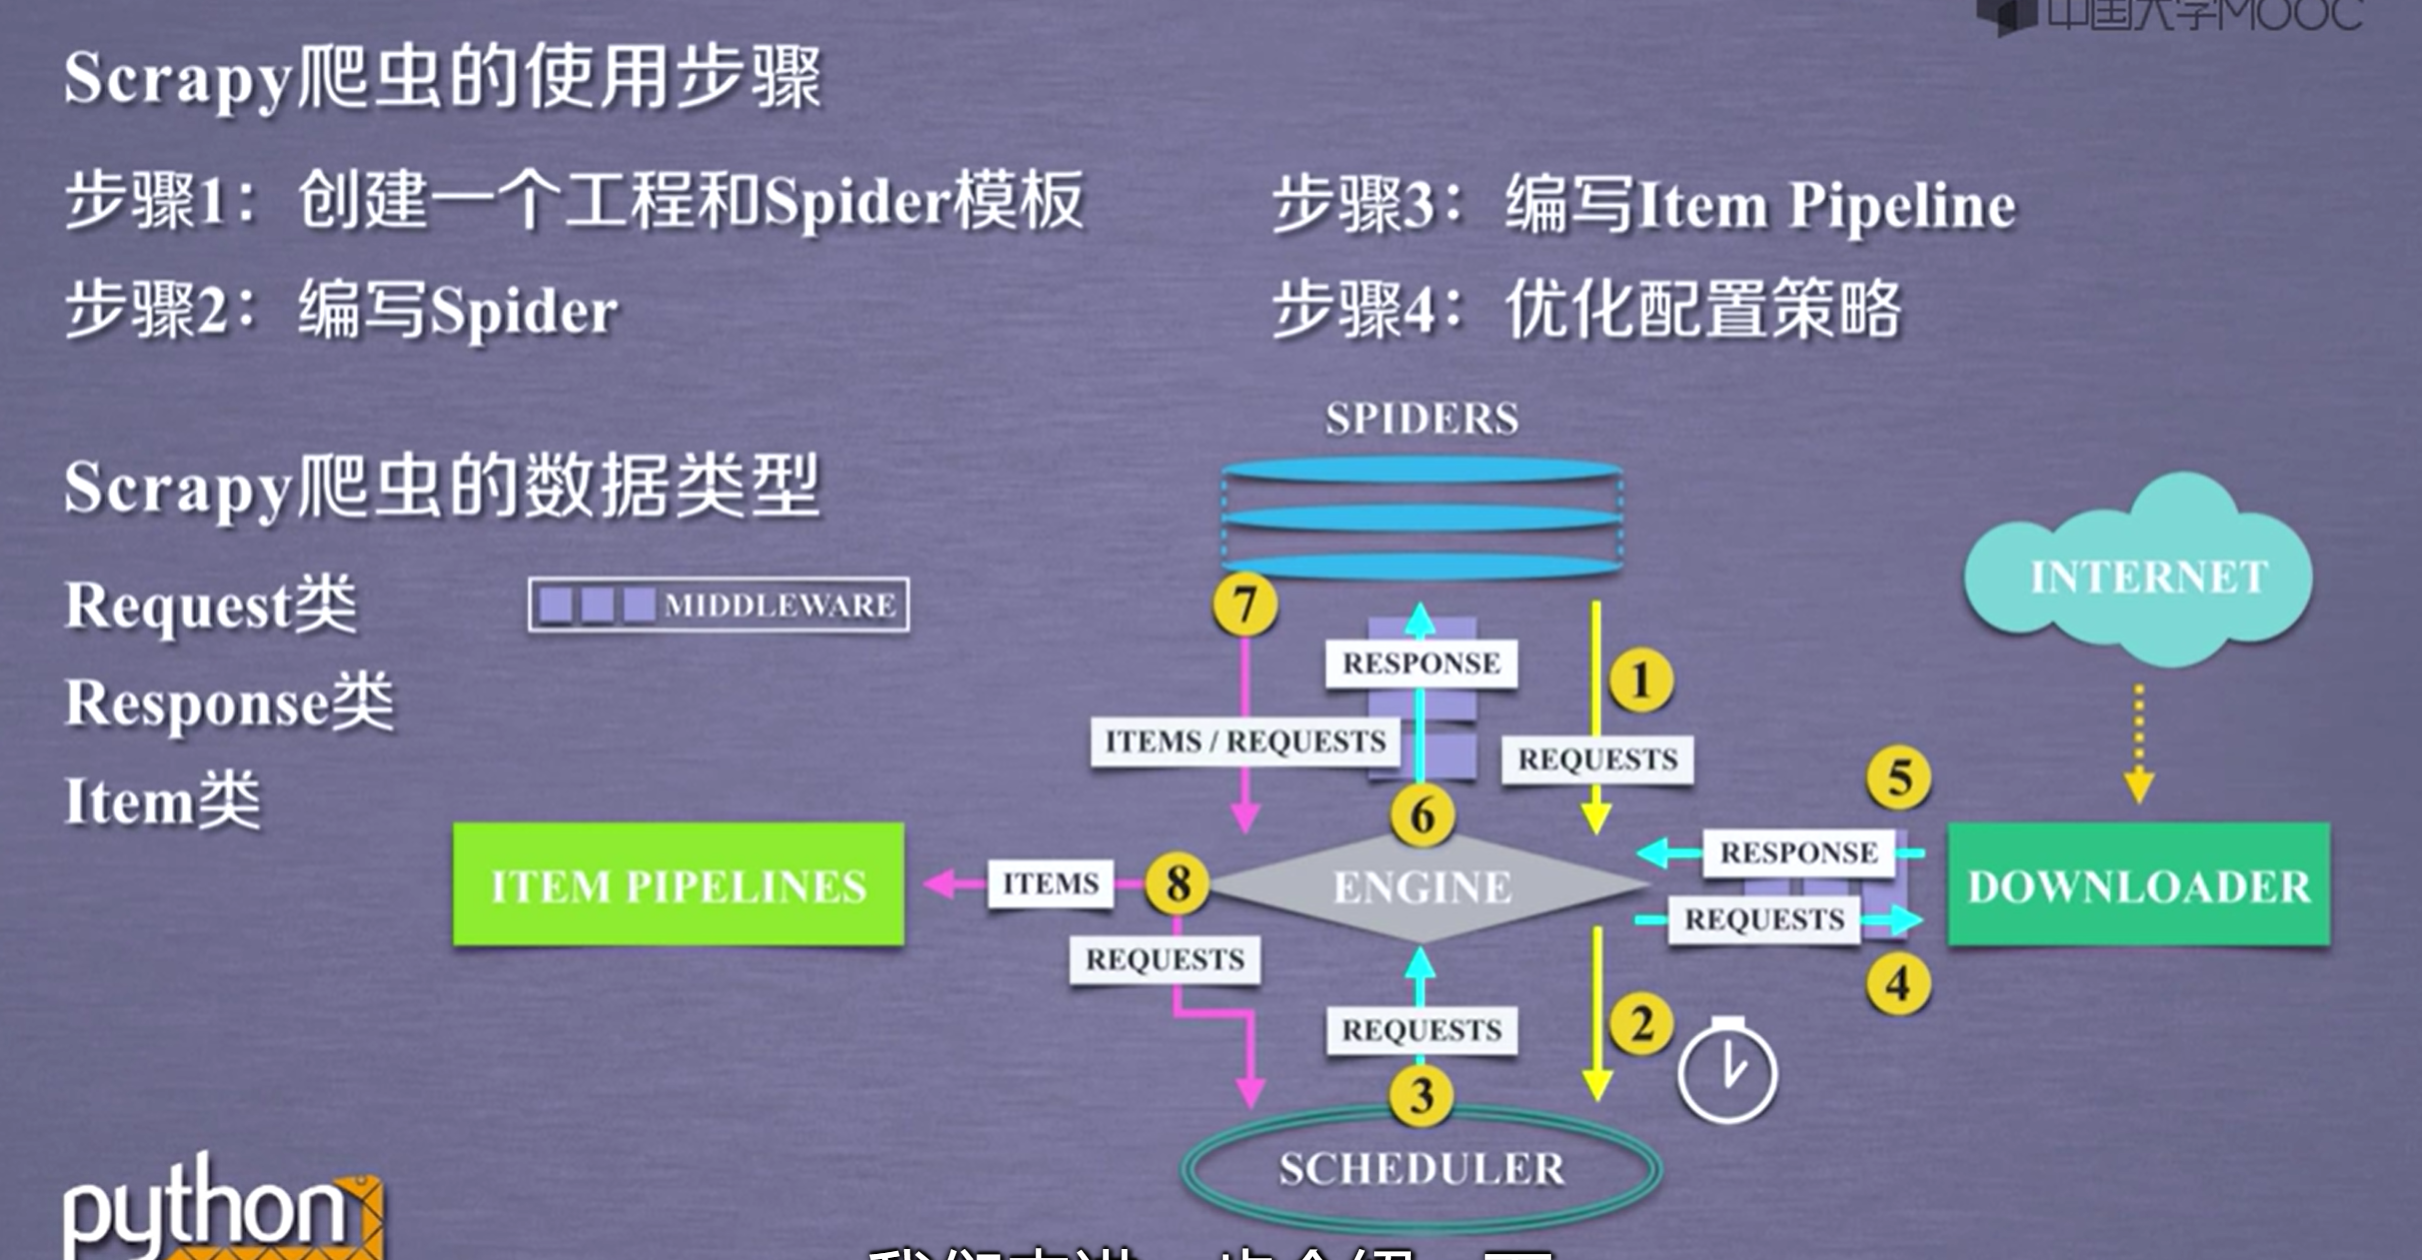 中国大学MOOC
Scrapy爬虫的使用步骤
步骤1：创建一个工程和Spider模板
步骤2：编写Spider
步骤3：编写Item Pipeline
步骤4：优化配置策略
Scrapy爬虫的数据类型
Request类
Response类
Item类
MIDDLEWARE
SPIDERS
INTERNET
7
RESPONSE
1
ITEMS / REQUESTS
REQUESTS
5
6
RESPONSE
ITEM PIPELINES
ITEMS
8
ENGINE
DOWNLOADER
REQUESTS
REQUESTS
4
REQUESTS
2
3
SCHEDULER
python